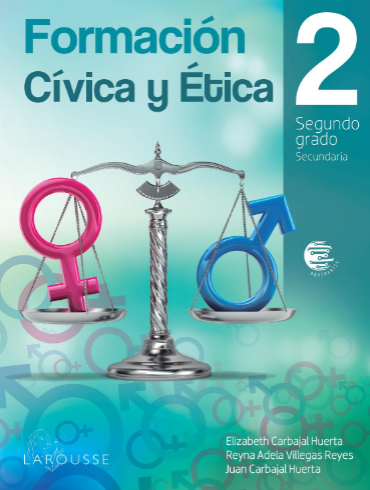 Formación
Cívica y Ética
2
Segundo
grado
Secundaria
Elizabeth Carbajal Huerta
Reyna Adela Villegas Reyes
Juan Carbajal Huerta
LAROUSSE